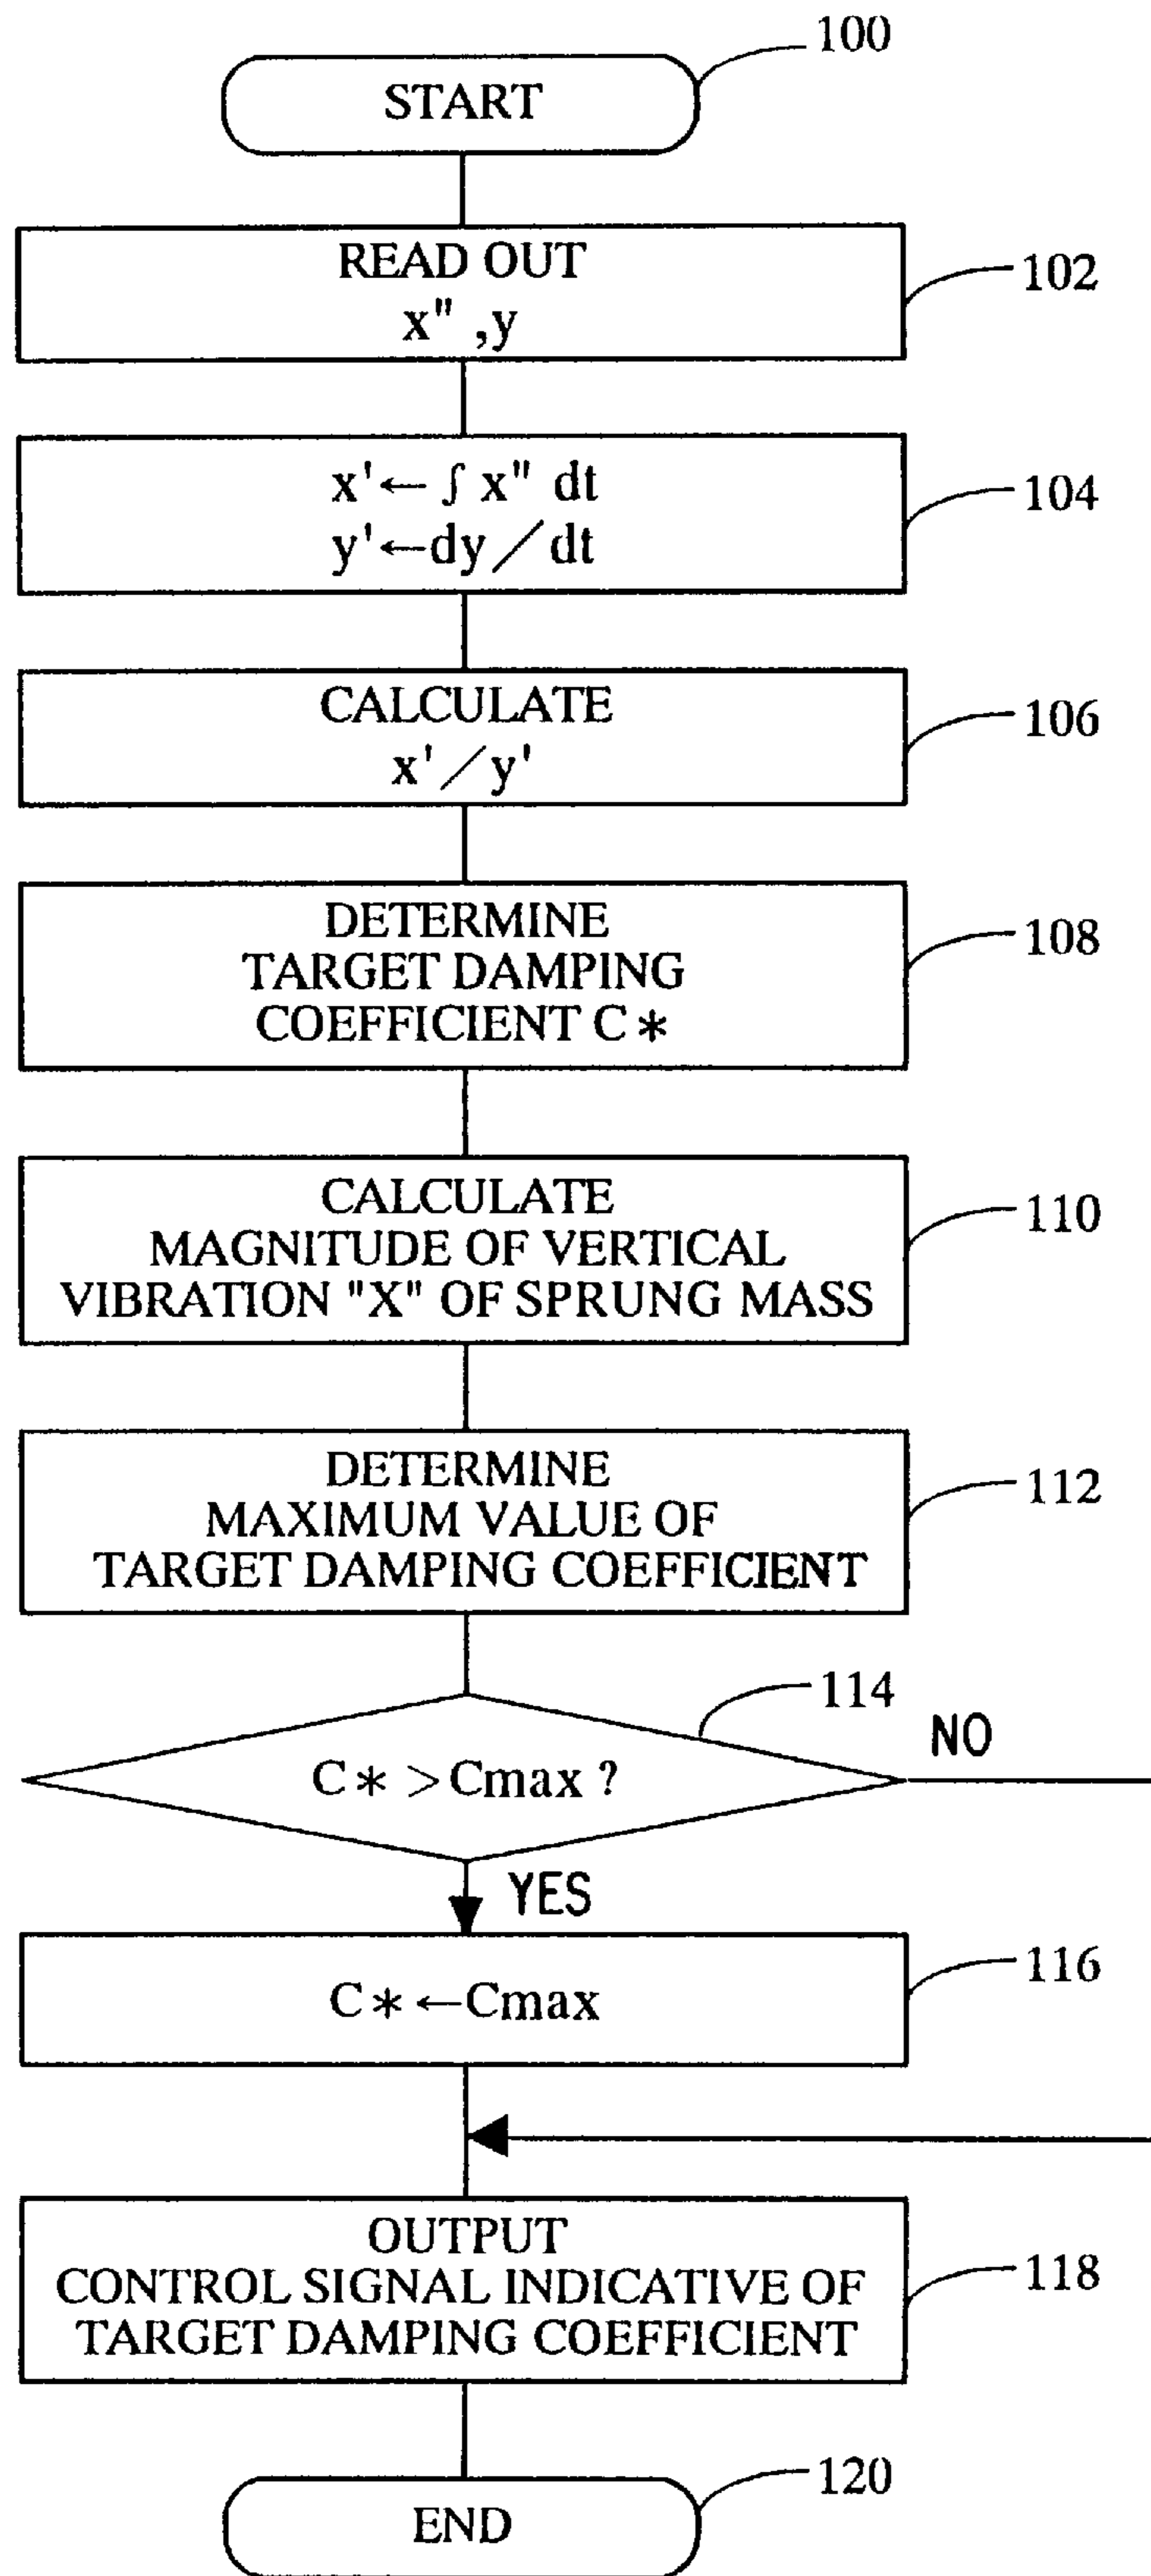 100
START
READ OUT
x" ,y
102
x'← ∫ x" dt
y'←dy／dt
104
CALCULATE
x'／y'
106
DETERMINE
TARGET DAMPING
COEFFICIENT C*
108
CALCULATE
MAGNITUDE OF VERTICAL
VIBRATION "X" OF SPRUNG MASS
110
DETERMINE
MAXIMUM VALUE OF
TARGET DAMPING COEFFICIENT
112
114
C* >Cmax ?
NO
YES
C*←Cmax
116
OUTPUT
CONTROL SIGNAL INDICATIVE OF
TARGET DAMPING COEFFICIENT
118
120
END